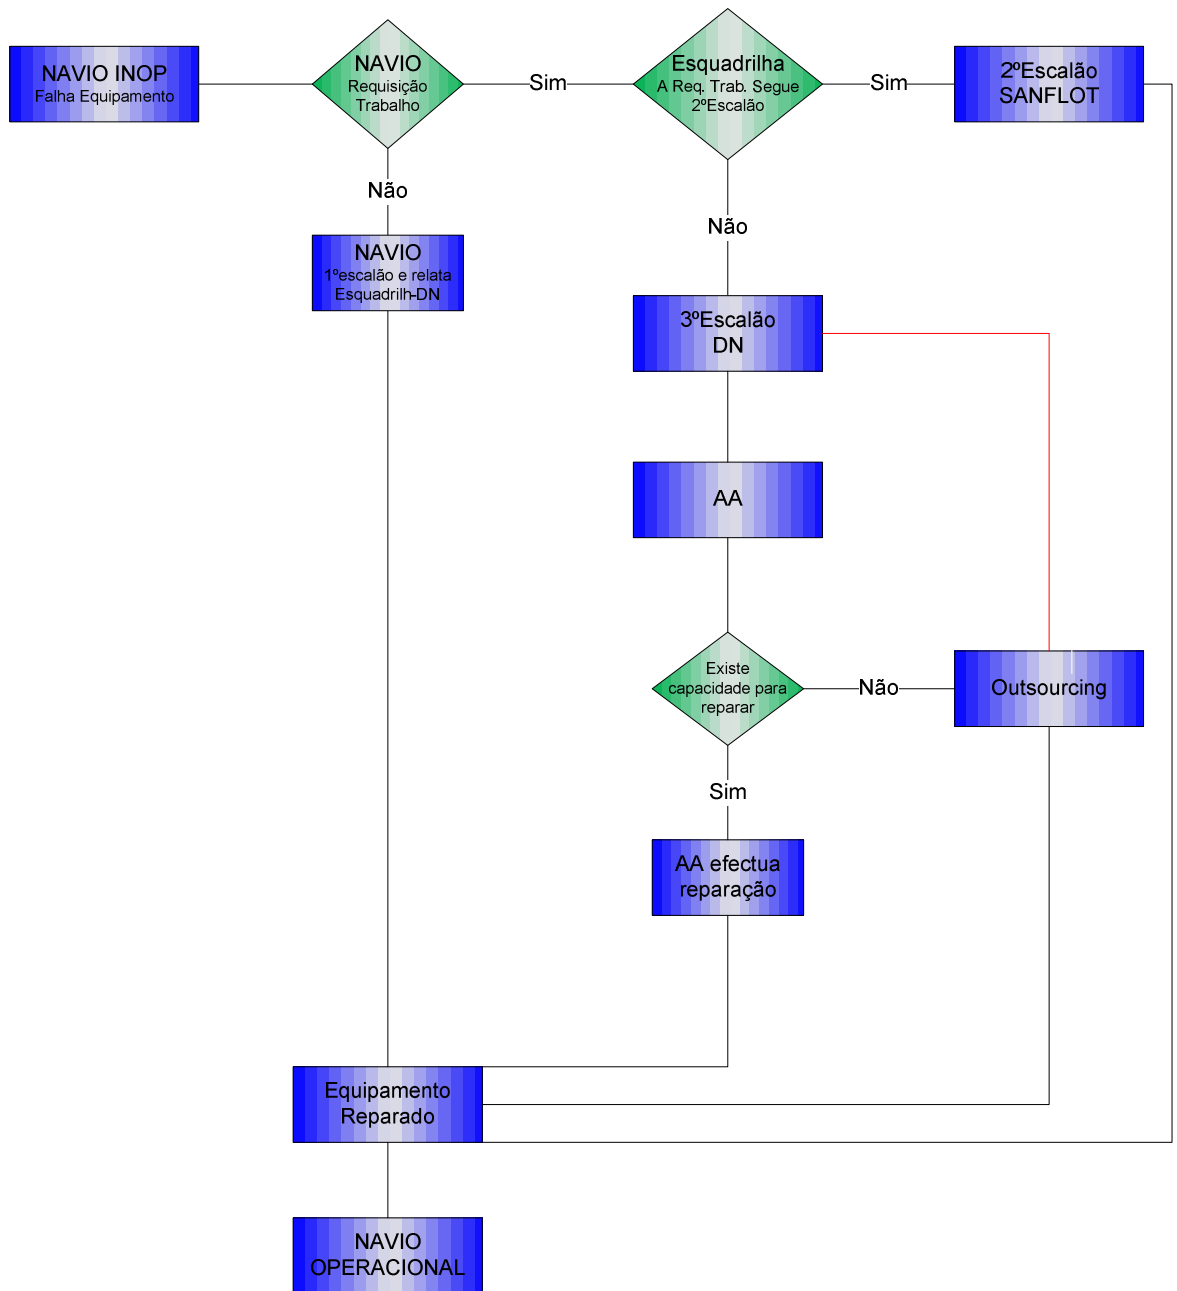 NAVIO INOP
Falha Equipamento
NAVIO
Requisição
Trabalho
Sim
Esquadrilha
A Req. Trab. Segue
2ºEscalão
Sim
2ºEscalão
SANFLOT
Não
NAVIO
1ºescalão e relata
Esquadrilh-DN
Não
3ºEscalão
DN
AA
Existe
capacidade para
reparar
Não
Outsourcing
Sim
AA efectua
reparação
Equipamento
Reparado
NAVIO
OPERACIONAL